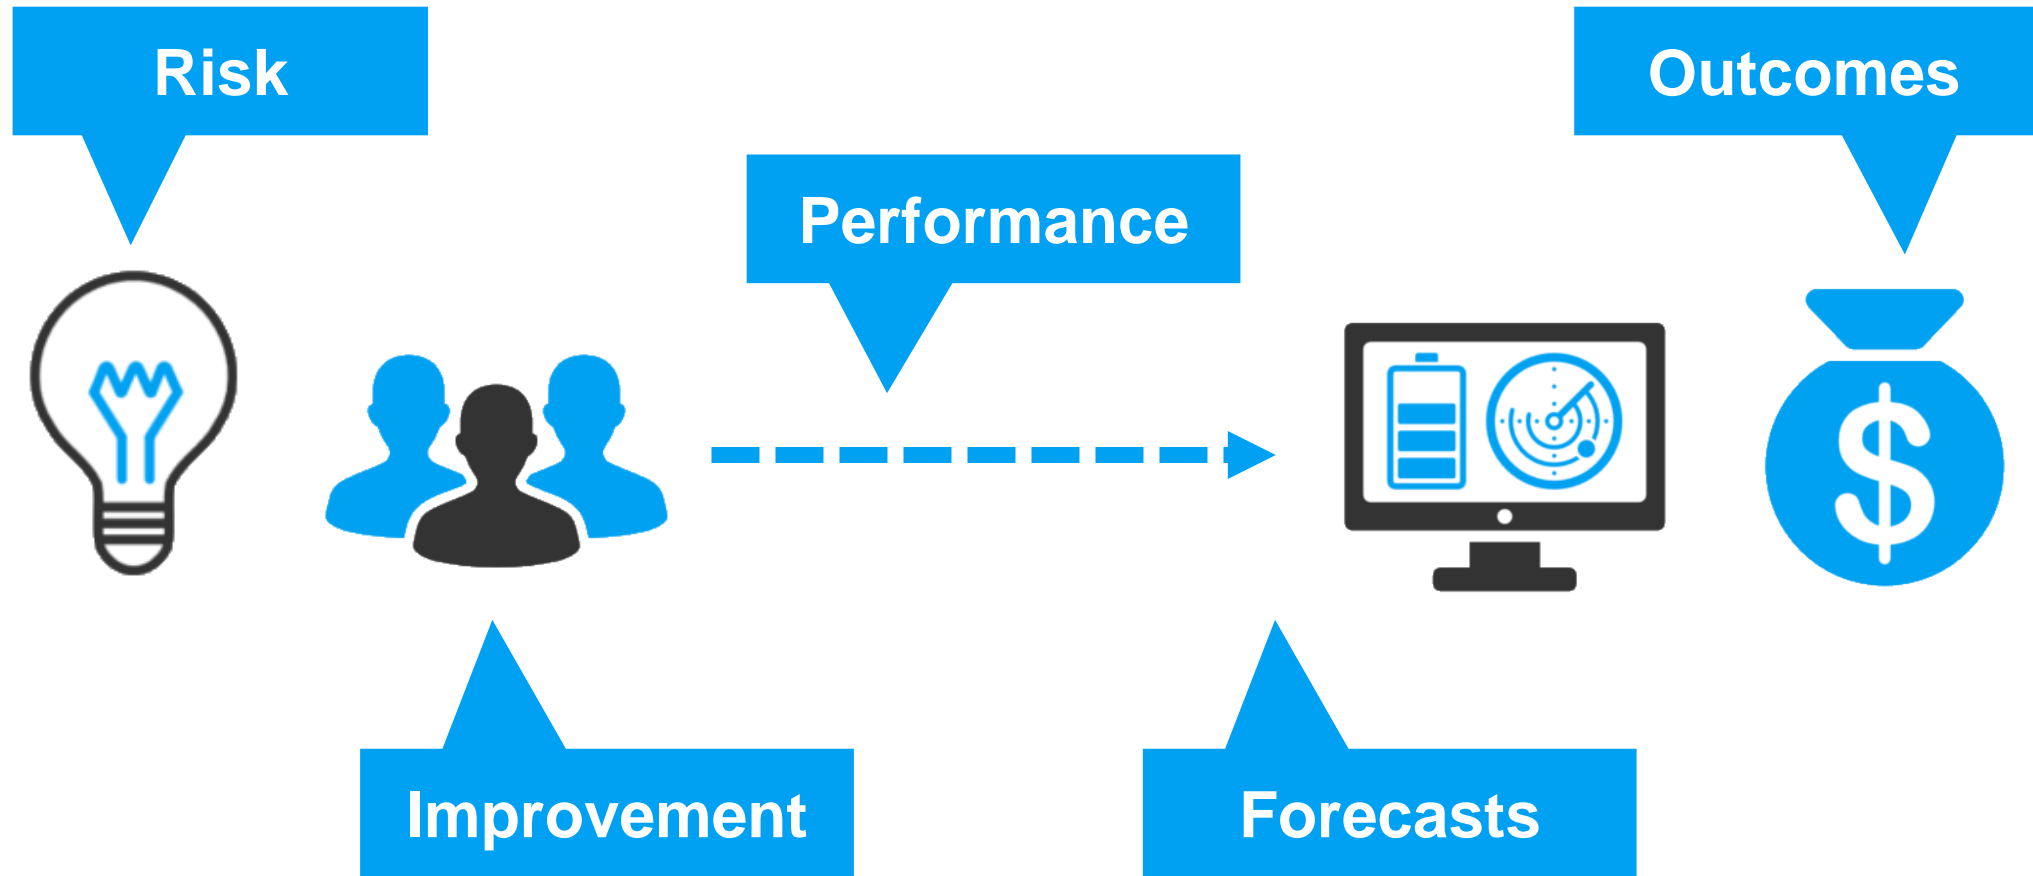 Risk
Outcomes
Performance
$
Improvement
Forecasts